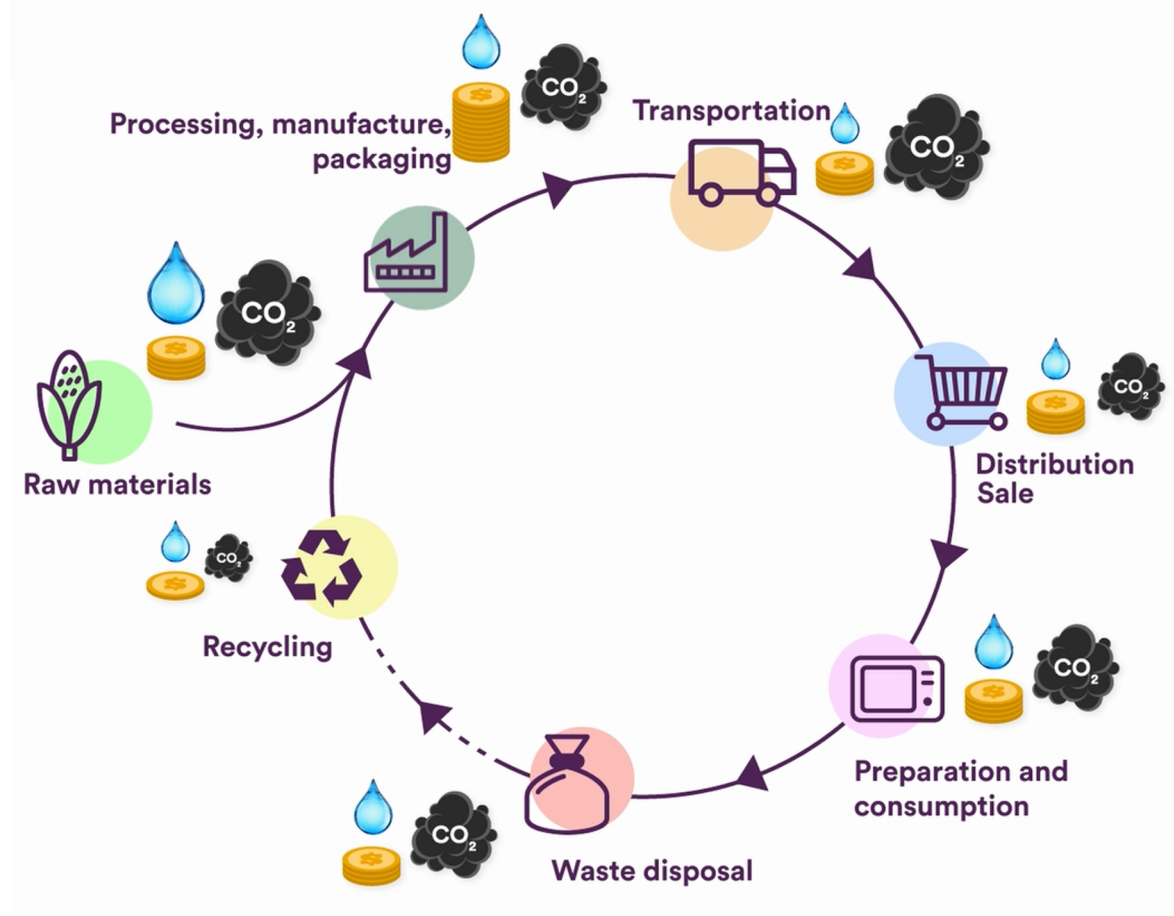 CO2
Processing, manufacture,
packaging
Transportation
CO2
CO2
Raw materials
CO2
Distribution
Sale
CO2
Recycling
CO2
Preparation and
consumption
CO2
Waste disposal